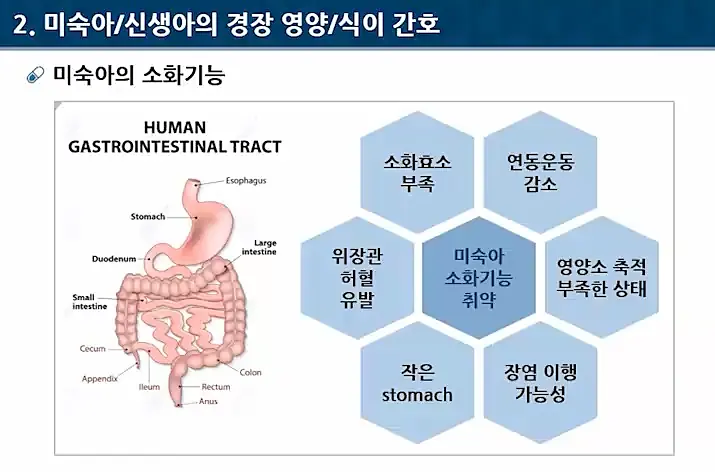 2. 미숙아/신생아의 경장 영양/식이 간호
미숙아의 소화기능
HUMAN
GASTROINTESTINAL TRACT
Esophagus
Stomach
Large
intestine
Duodenum
Small
intestine
Cecum
Colon
Appendix
Ileum
Rectum
Anus
소화효소
부족
연동운동
감소
위장관
허혈
유발
미숙아
소화기능
취약
영양소 축적
부족한 상태
작은
stomach
장염 이행
가능성